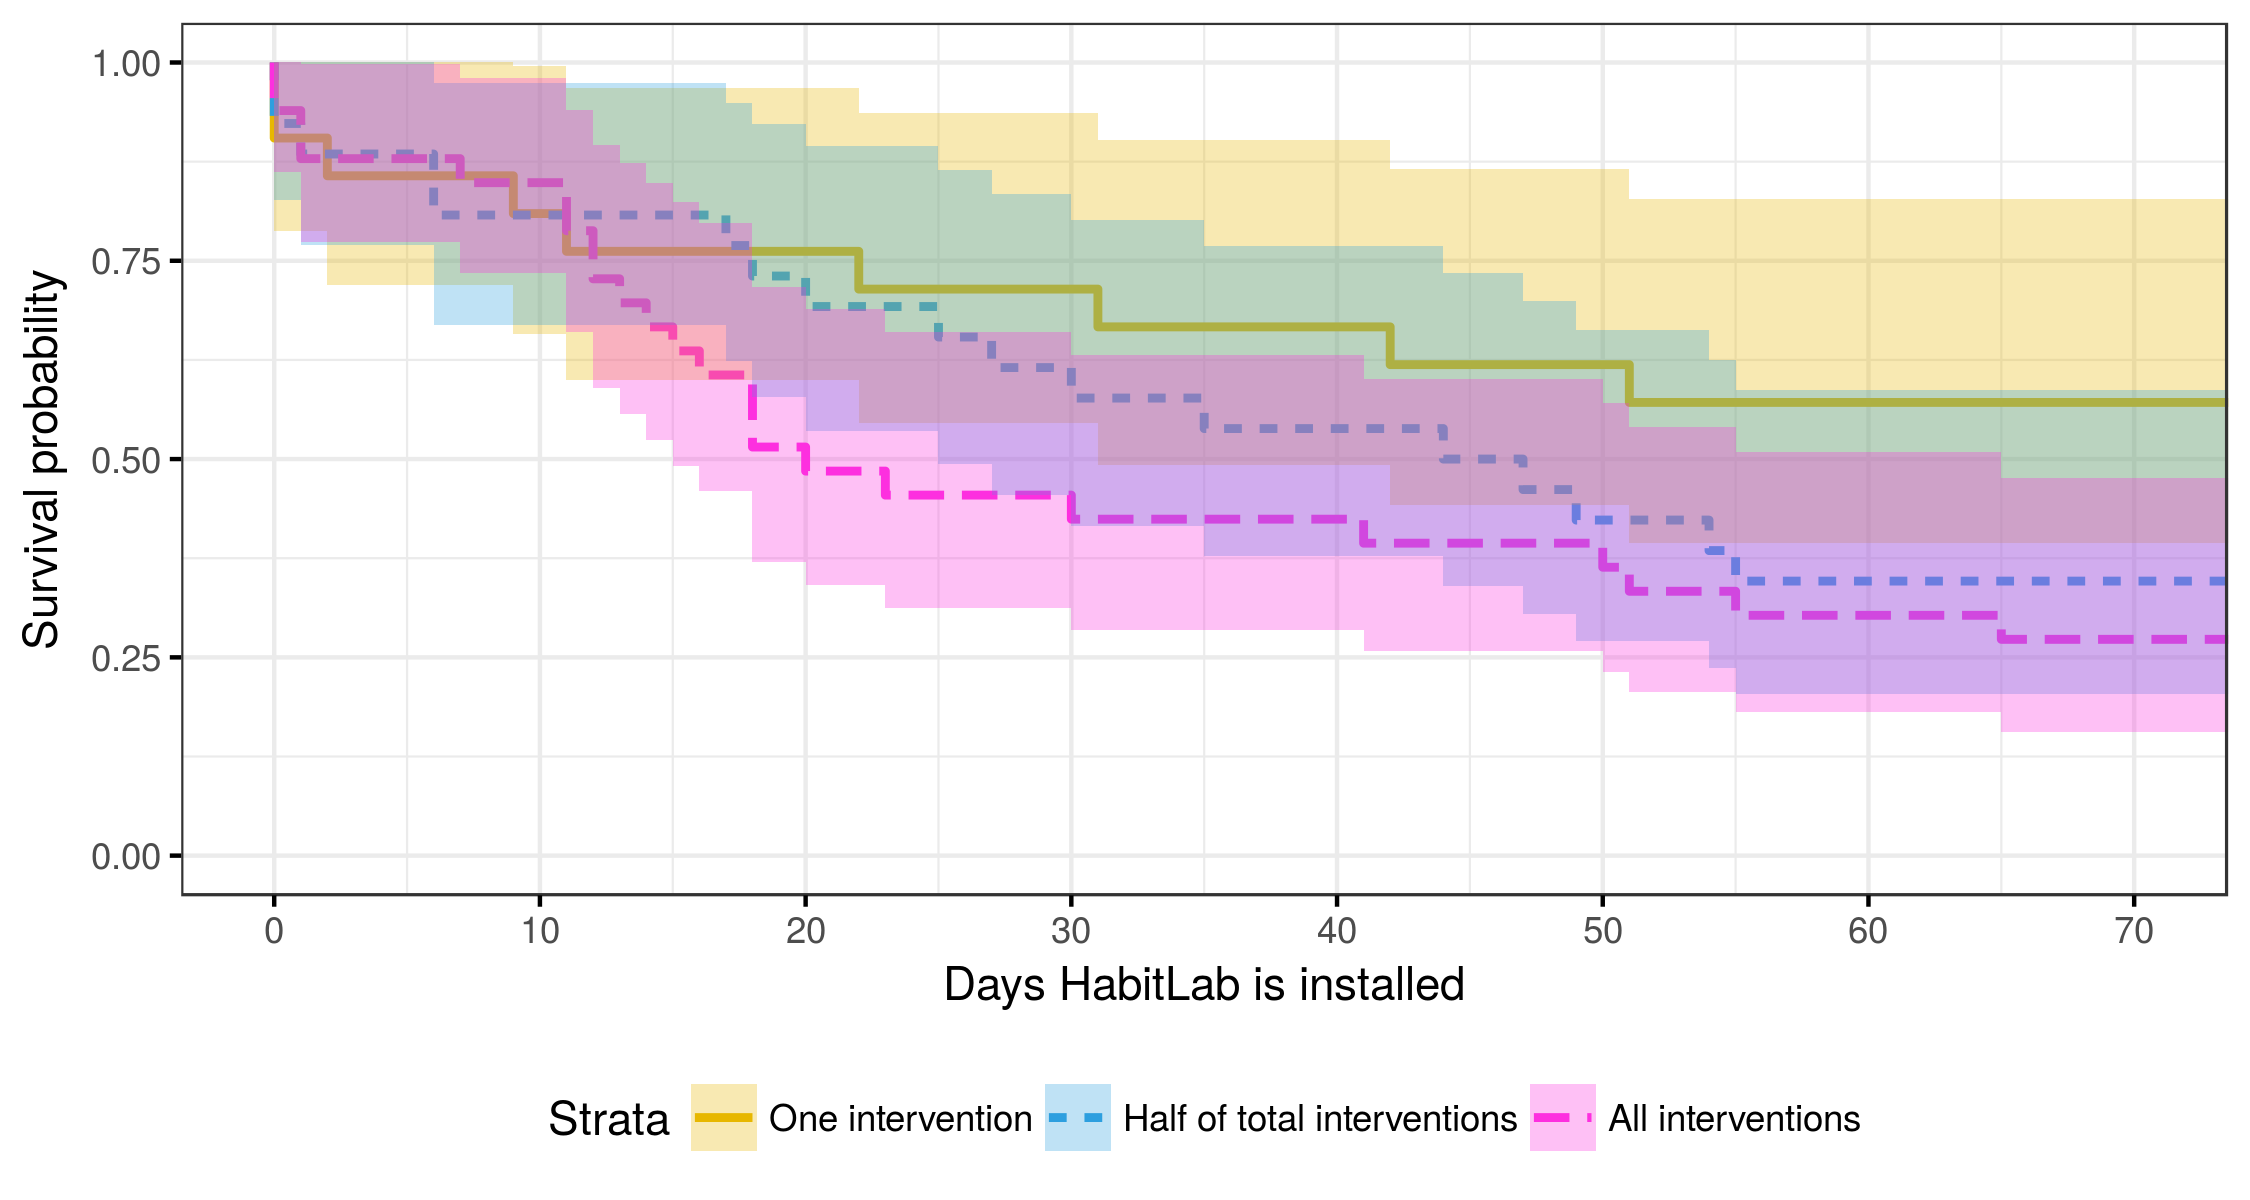 1.00
0.75
0.50
0.25
0.00
Survival probability
0 10 20 30 40 50 60 70
Days HabitLab is installed
Strata One intervention Half of total interventions All interventions